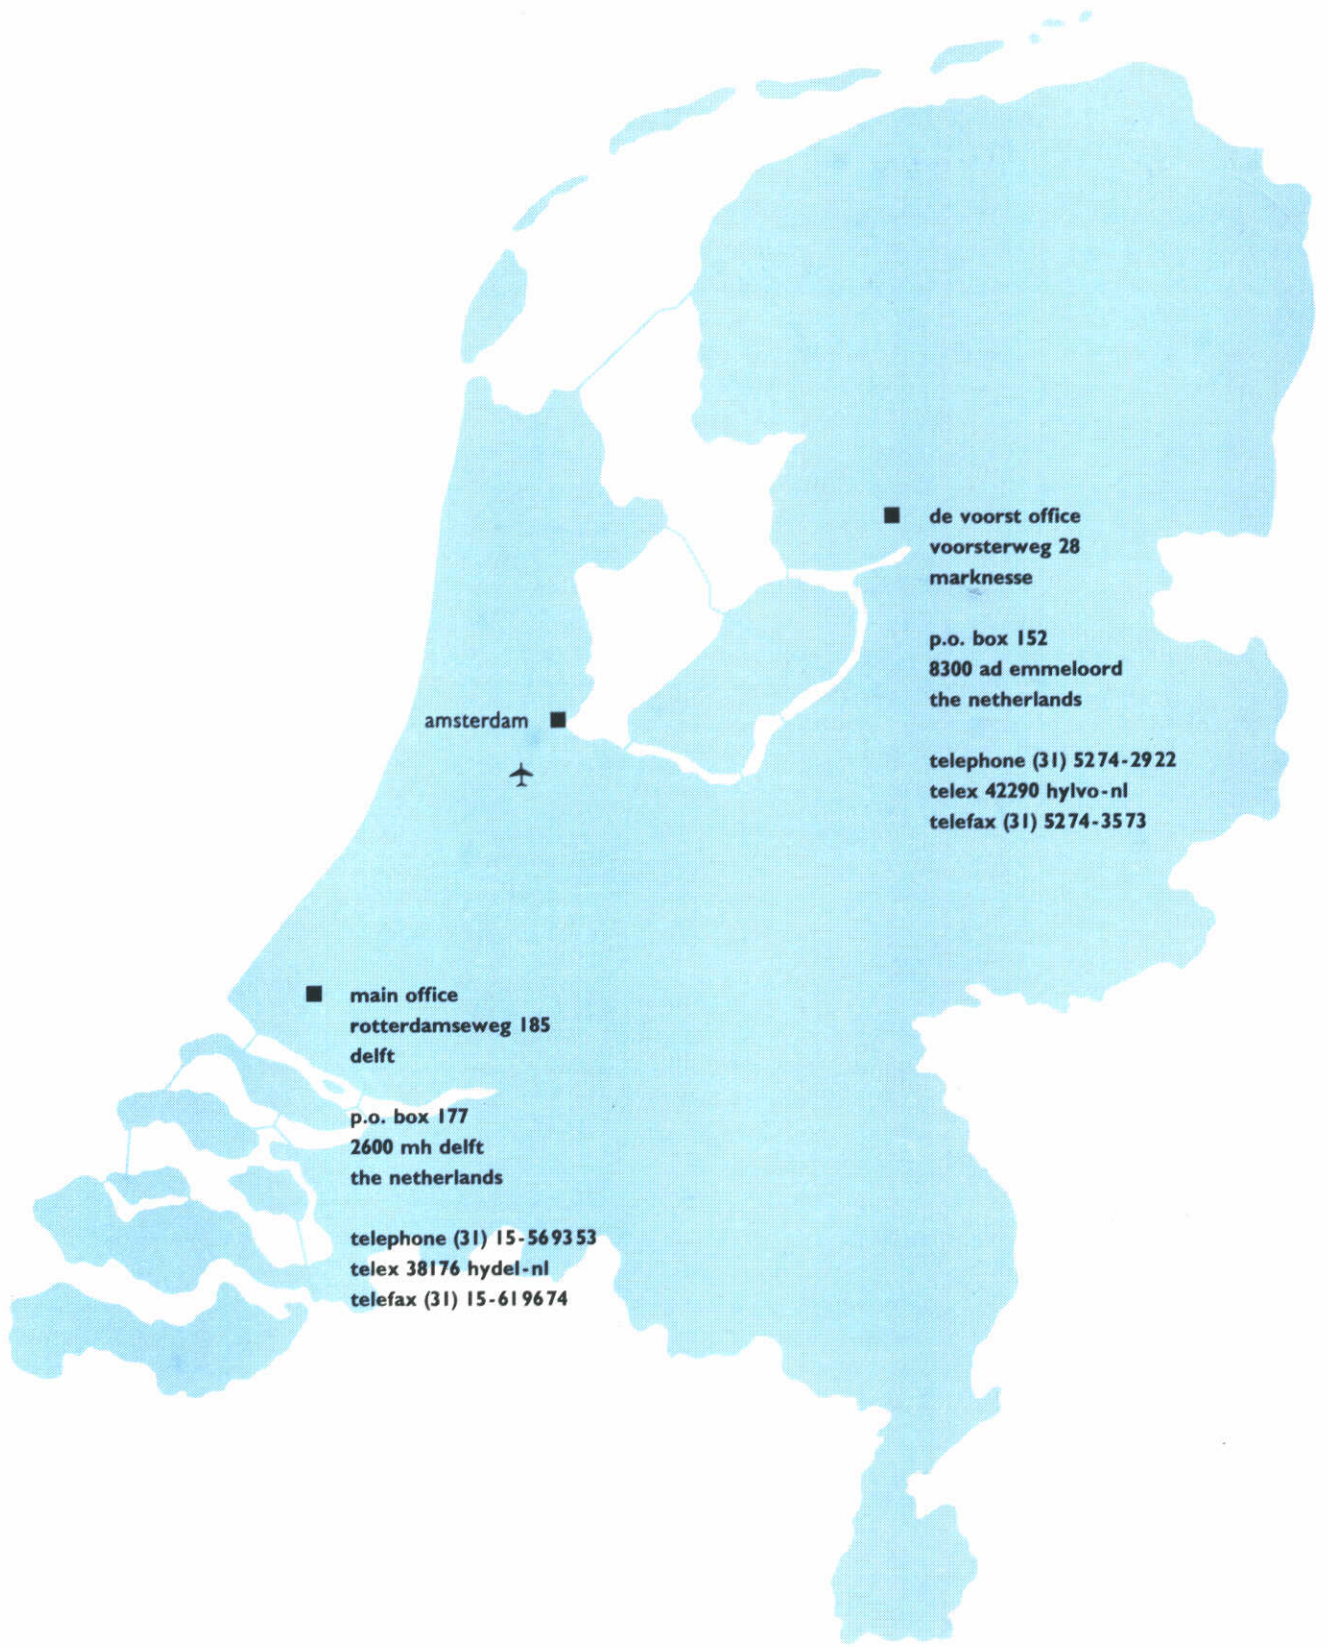 de voorst office
voorsterweg 28
marknesse
p.o. box 152
8300 ad emmeloord
the netherlands
telephone (31) 5274-2922
telex 42290 hylvo-nl
telefax (31) 5274-3573
amsterdam
main office
rotterdamseweg 185
delft
p.o. box 177
2600 mh delft
the netherlands
telephone (31) 15-569353
telex 38176 hydel-nl
telefax (31) 15-619674